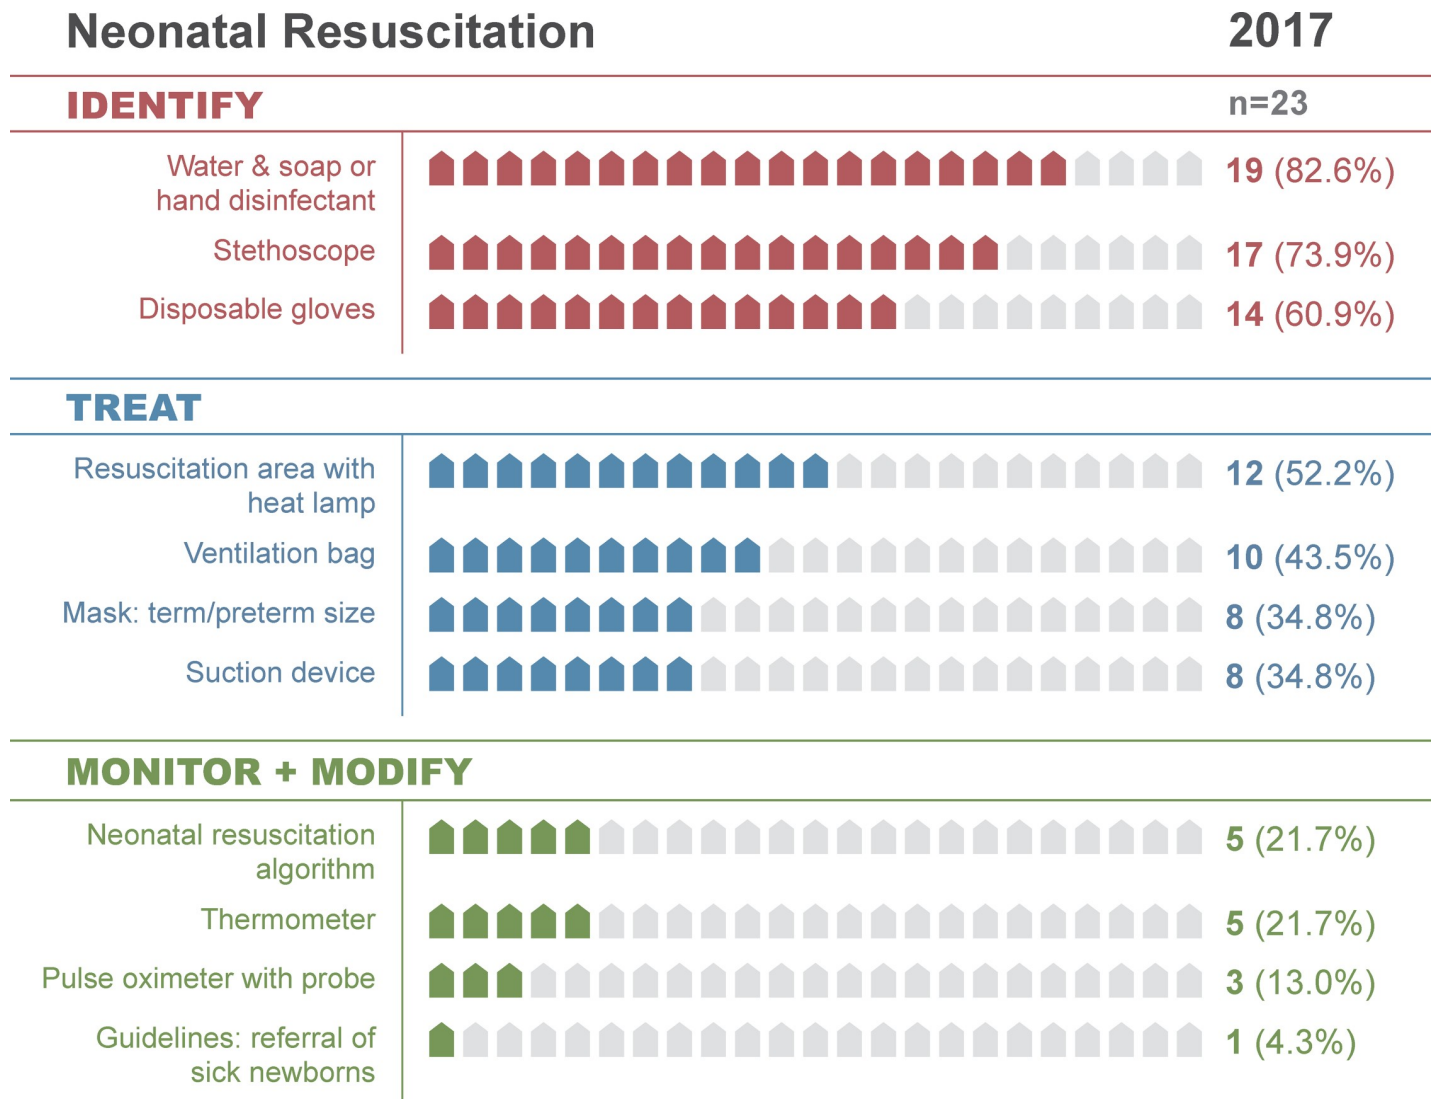 Neonatal Resuscitation 2017
IDENTIFY n=23
Water & soap or
hand disinfectant 19 (82.6%)
Stethoscope 17 (73.9%)
Disposable gloves 14 (60.9%)
TREAT
Resuscitation area with
heat lamp 12 (52.2%)
Ventilation bag 10 (43.5%)
Mask: term/preterm size 8 (34.8%)
Suction device 8 (34.8%)
MONITOR + MODIFY
Neonatal resuscitation
algorithm 5 (21.7%)
Thermometer 5 (21.7%)
Pulse oximeter with probe 3 (13.0%)
Guidelines: referral of
sick newborns 1 (4.3%)